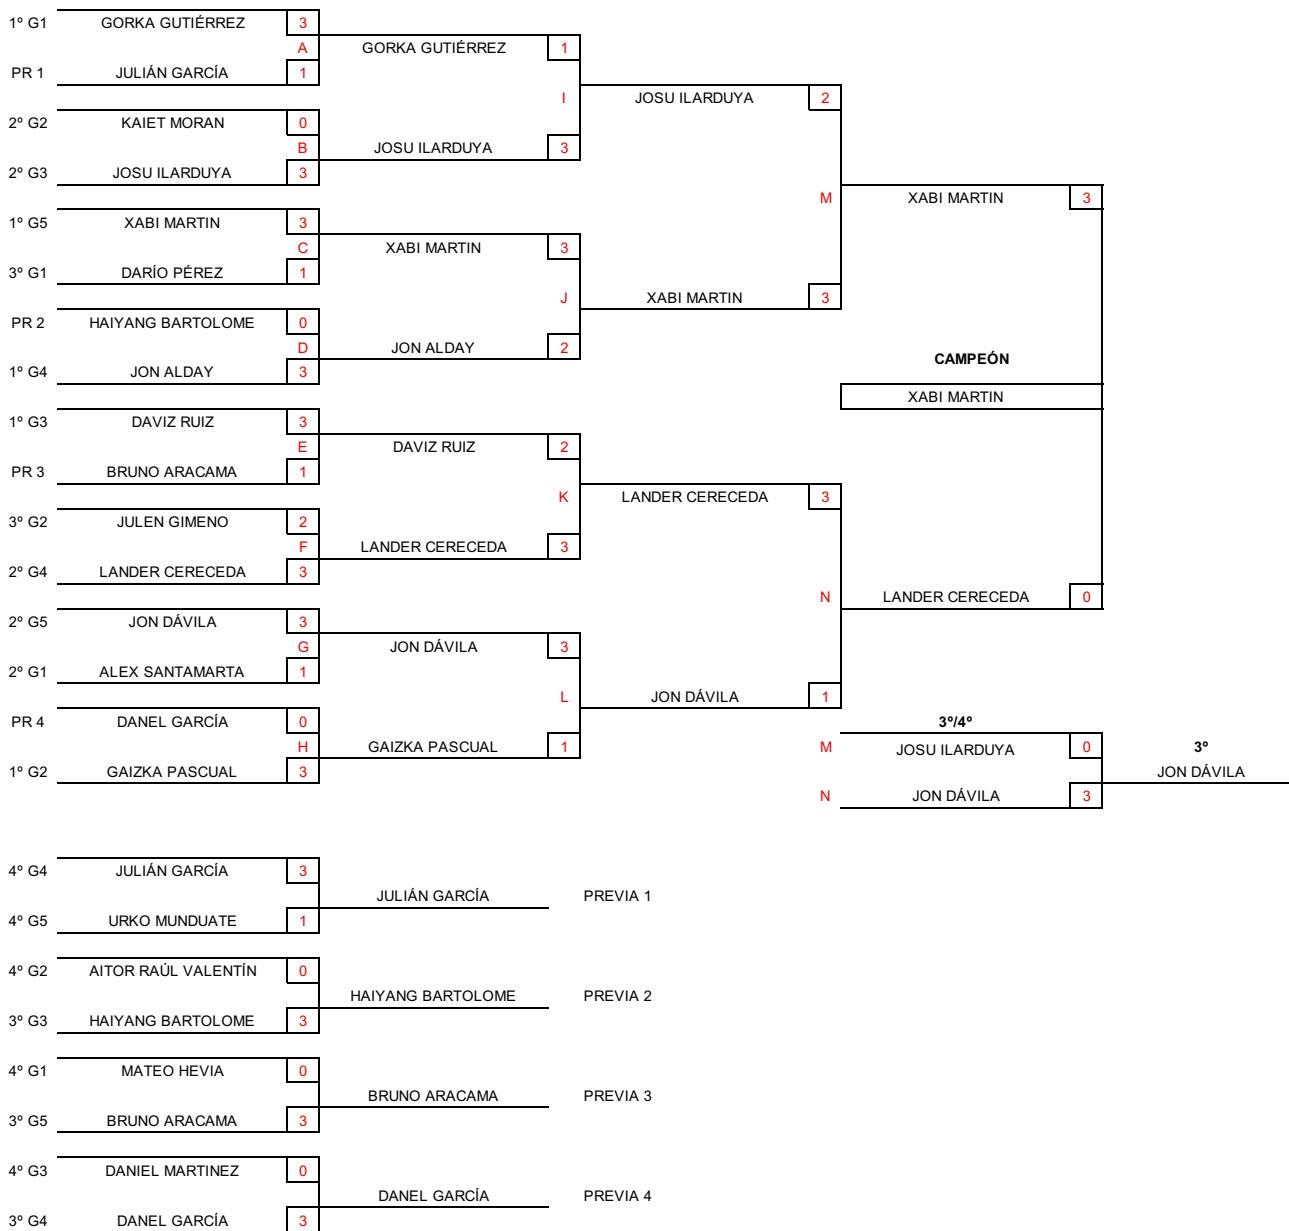 1º G1 GORKA GUTIÉRREZ 3
A GORKA GUTIÉRREZ 1
PR 1 JULIÁN GARCÍA 1
I JOSU ILARDUYA 2
2º G2 KAIET MORAN 0
B JOSU ILARDUYA 3
2º G3 JOSU ILARDUYA 3
M XABI MARTIN 3
1º G5 XABI MARTIN 3
C XABI MARTIN 3
3º G1 DARÍO PÉREZ 1
J XABI MARTIN 3
PR 2 HAIYANG BARTOLOME 0
D JON ALDAY 2
CAMPEÓN
1º G4 JON ALDAY 3
XABI MARTIN
1º G3 DAVIZ RUIZ 3
E DAVIZ RUIZ 2
PR 3 BRUNO ARACAMA 1
K LANDER CERECEDA 3
3º G2 JULEN GIMENO 2
F LANDER CERECEDA 3
2º G4 LANDER CERECEDA 3
N LANDER CERECEDA 0
2º G5 JON DÁVILA 3
G JON DÁVILA 3
2º G1 ALEX SANTAMARTA 1
L JON DÁVILA 1
PR 4 DANEL GARCÍA 0 3º/4º
H GAIZKA PASCUAL 1 M JOSU ILARDUYA 0 3º
1º G2 GAIZKA PASCUAL 3 JON DÁVILA
N JON DÁVILA 3
4º G4 JULIÁN GARCÍA 3
JULIÁN GARCÍA PREVIA 1
4º G5 URKO MUNDUATE 1
4º G2 AITOR RAÚL VALENTÍN 0
HAIYANG BARTOLOME PREVIA 2
3º G3 HAIYANG BARTOLOME 3
4º G1 MATEO HEVIA 0
BRUNO ARACAMA PREVIA 3
3º G5 BRUNO ARACAMA 3
4º G3 DANIEL MARTINEZ 0
DANEL GARCÍA PREVIA 4
3º G4 DANEL GARCÍA 3